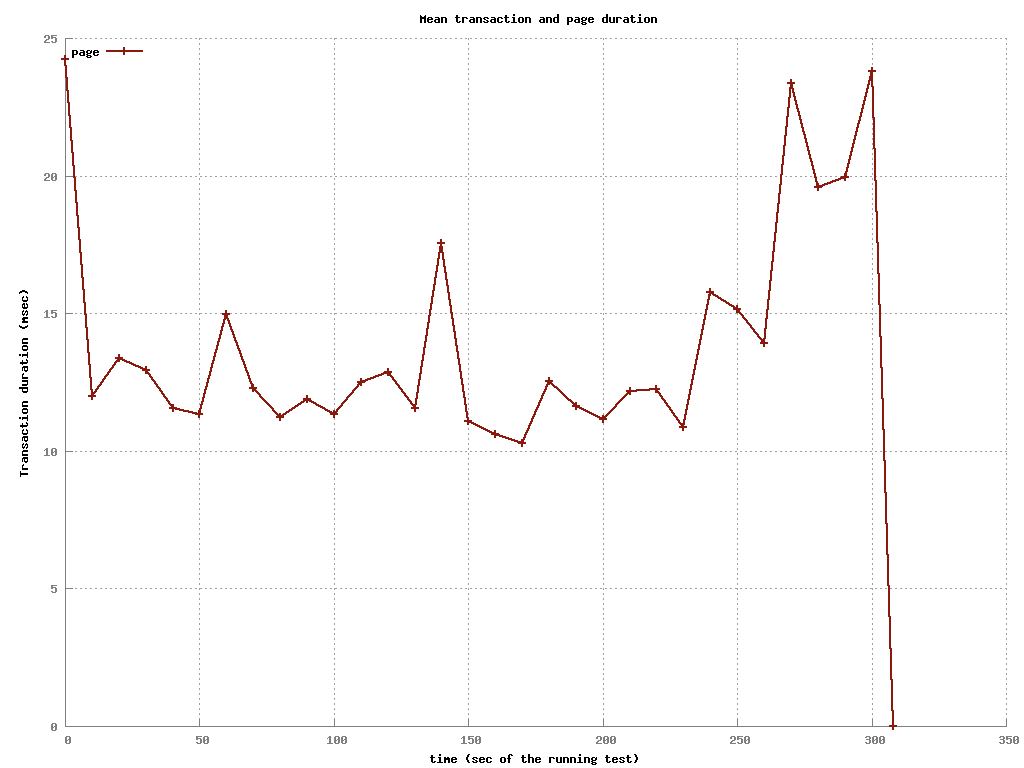 Mean transaction and page duration
page
25
20
15
10
5
0
Transaction duration (msec)
0 50 100 150 200 250 300 350
time (sec of the running test)